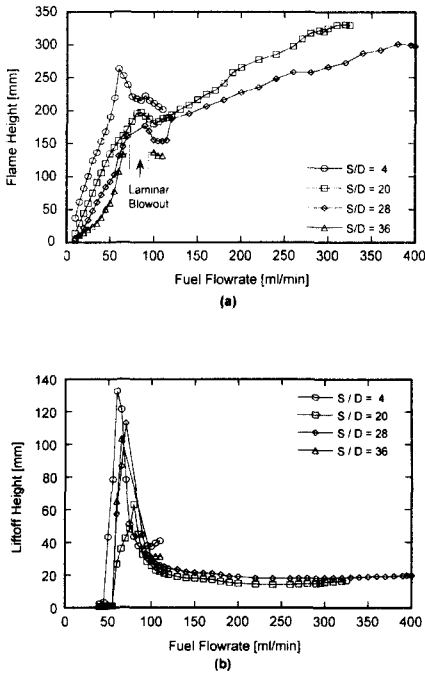 350
300
250
200
150
100
50
0
Flame Height [mm]
Laminar
Blowout
S/D = 4
S/D = 20
S/D = 28
S/D = 36
0 50 100 150 200 250 300 350 400
Fuel Flowrate [ml/min]
(a)
140
120
100
80
60
40
20
0
Liftoff Height [mm]
S / D = 4
S / D = 20
S / D = 28
S / D = 36
0 50 100 150 200 250 300 350 400
Fuel Flowrate [ml/min]
(b)